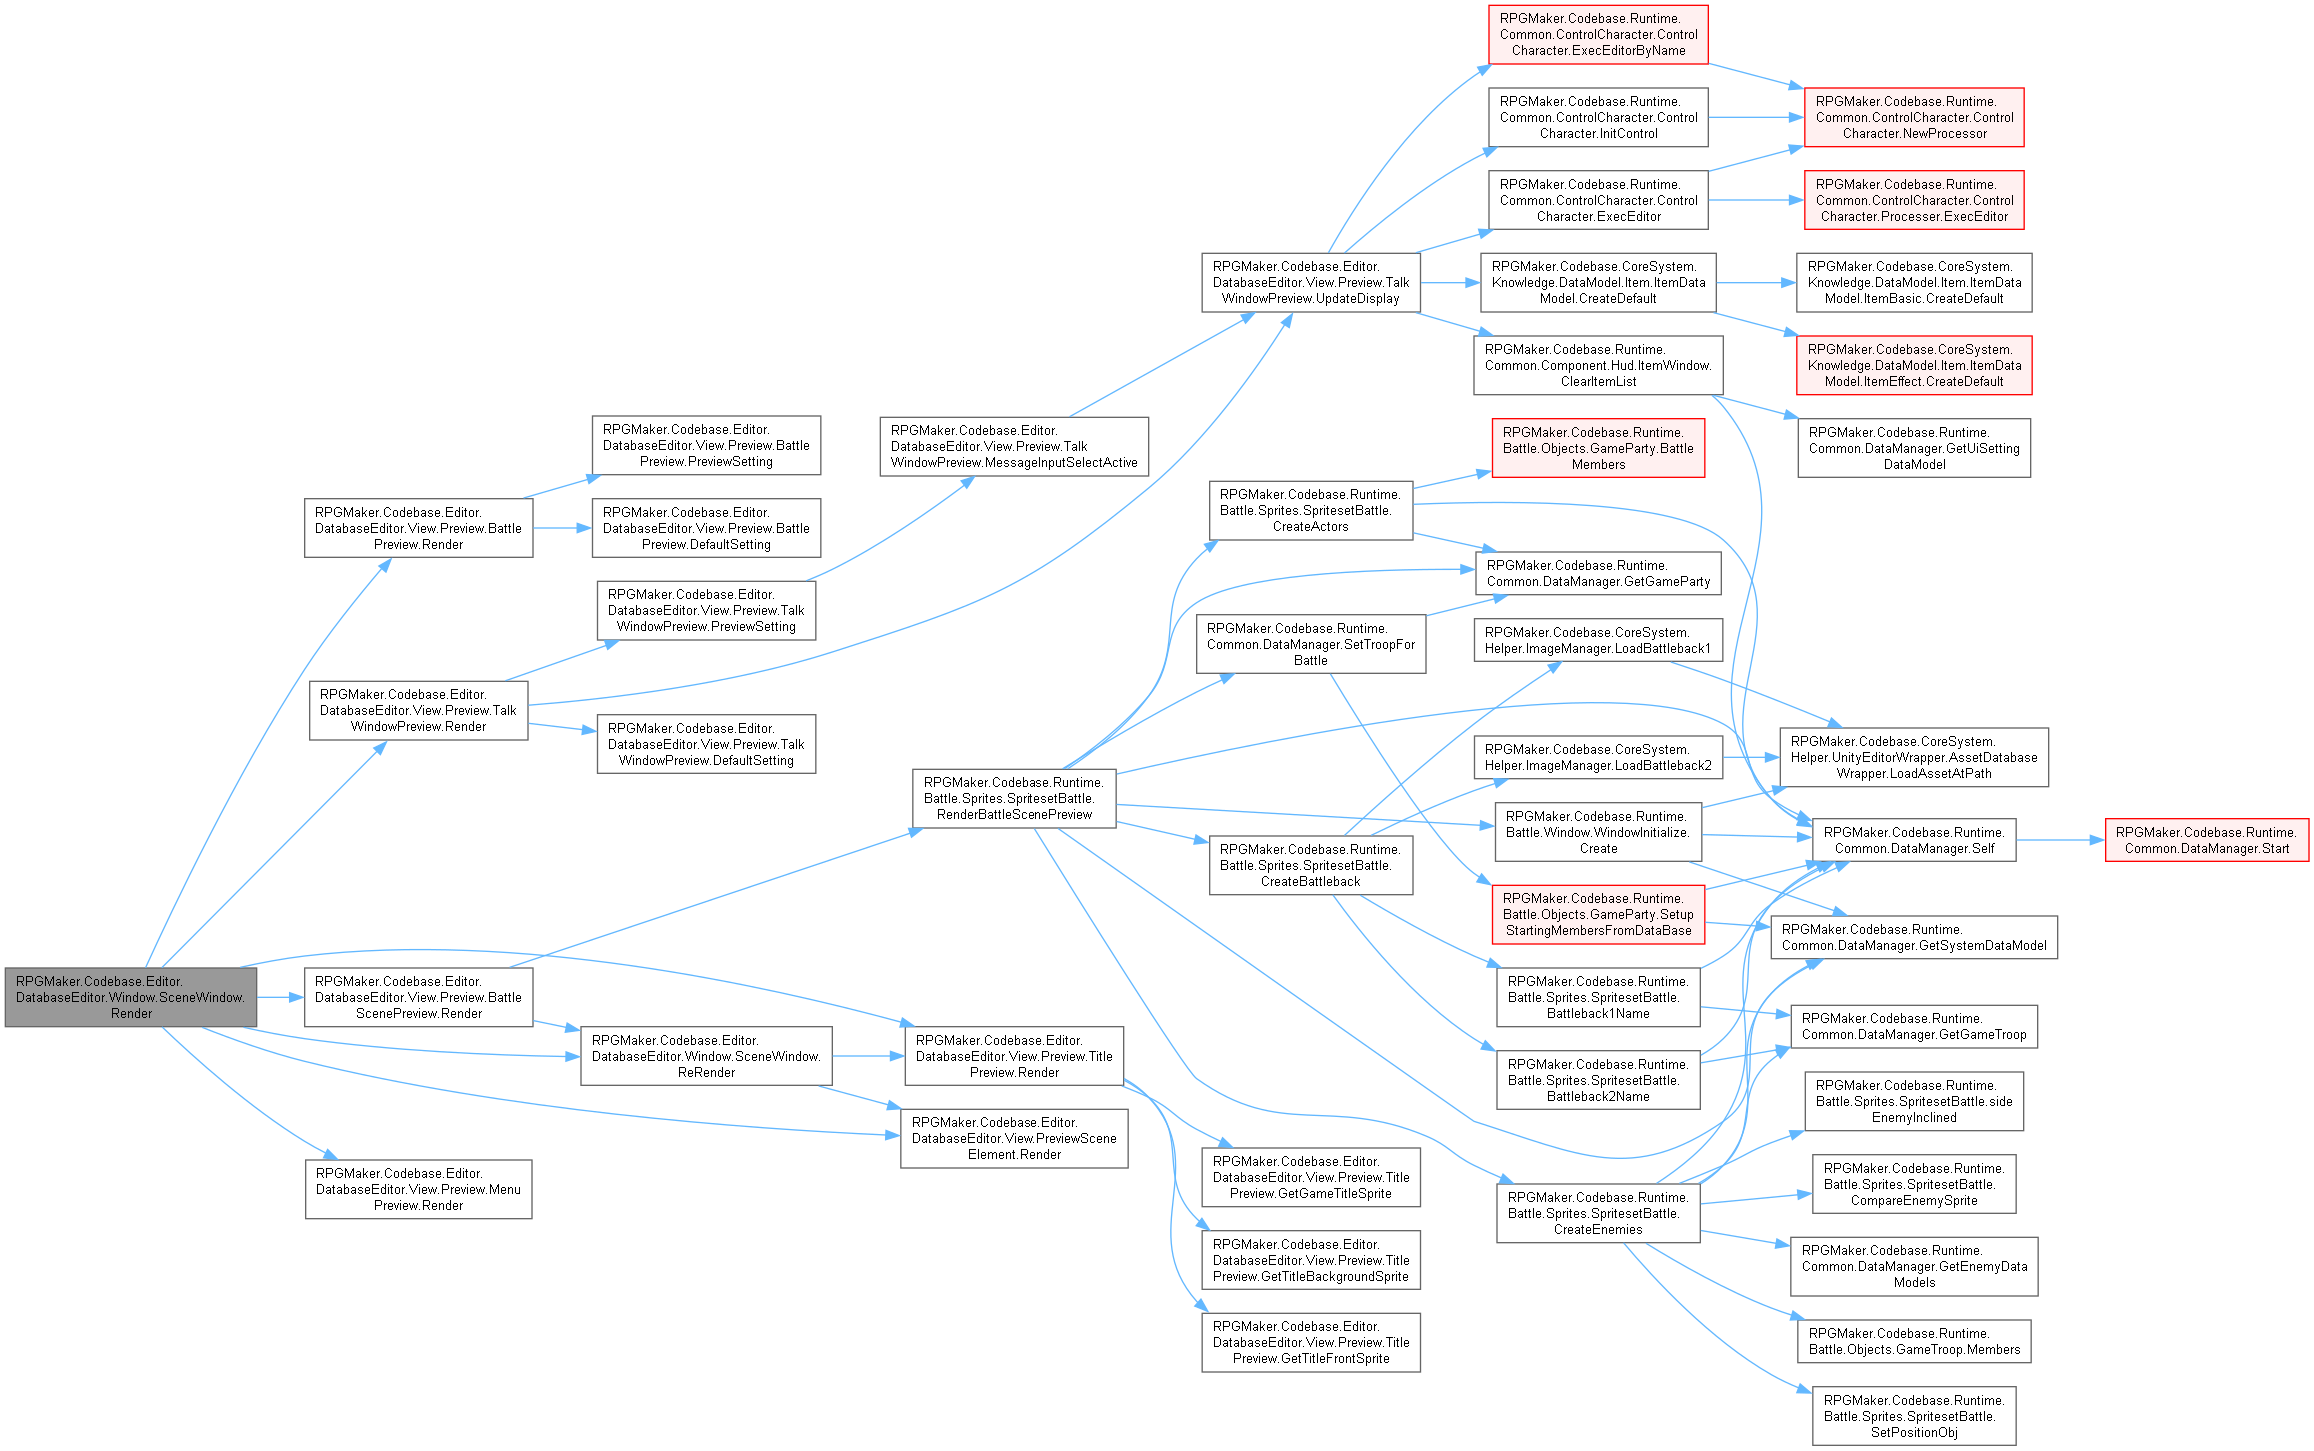 RPGMaker.Codebase.Editor.
DatabaseEditor.Window.SceneWindow.
Render
RPGMaker.Codebase.Editor.
DatabaseEditor.View.Preview.Battle
Preview.Render
RPGMaker.Codebase.Editor.
DatabaseEditor.View.Preview.Talk
WindowPreview.Render
RPGMaker.Codebase.Editor.
DatabaseEditor.View.Preview.Battle
ScenePreview.Render
RPGMaker.Codebase.Editor.
DatabaseEditor.View.Preview.Menu
Preview.Render
RPGMaker.Codebase.Editor.
DatabaseEditor.View.Preview.Battle
Preview.PreviewSetting
RPGMaker.Codebase.Editor.
DatabaseEditor.View.Preview.Battle
Preview.DefaultSetting
RPGMaker.Codebase.Editor.
DatabaseEditor.View.Preview.Talk
WindowPreview.PreviewSetting
RPGMaker.Codebase.Editor.
DatabaseEditor.View.Preview.Talk
WindowPreview.DefaultSetting
RPGMaker.Codebase.Editor.
DatabaseEditor.Window.SceneWindow.
ReRender
RPGMaker.Codebase.Editor.
DatabaseEditor.View.Preview.Talk
WindowPreview.MessageInputSelectActive
RPGMaker.Codebase.Runtime.
Battle.Sprites.SpritesetBattle.
RenderBattleScenePreview
RPGMaker.Codebase.Editor.
DatabaseEditor.View.Preview.Title
Preview.Render
RPGMaker.Codebase.Editor.
DatabaseEditor.View.PreviewScene
Element.Render
RPGMaker.Codebase.Editor.
DatabaseEditor.View.Preview.Talk
WindowPreview.UpdateDisplay
RPGMaker.Codebase.Runtime.
Battle.Sprites.SpritesetBattle.
CreateActors
RPGMaker.Codebase.Runtime.
Common.DataManager.SetTroopFor
Battle
RPGMaker.Codebase.Runtime.
Battle.Sprites.SpritesetBattle.
CreateBattleback
RPGMaker.Codebase.Editor.
DatabaseEditor.View.Preview.Title
Preview.GetGameTitleSprite
RPGMaker.Codebase.Editor.
DatabaseEditor.View.Preview.Title
Preview.GetTitleBackgroundSprite
RPGMaker.Codebase.Editor.
DatabaseEditor.View.Preview.Title
Preview.GetTitleFrontSprite
RPGMaker.Codebase.Runtime.
Common.ControlCharacter.Control
Character.ExecEditorByName
RPGMaker.Codebase.Runtime.
Common.ControlCharacter.Control
Character.InitControl
RPGMaker.Codebase.Runtime.
Common.ControlCharacter.Control
Character.ExecEditor
RPGMaker.Codebase.CoreSystem.
Knowledge.DataModel.Item.ItemData
Model.CreateDefault
RPGMaker.Codebase.Runtime.
Common.Component.Hud.ItemWindow.
ClearItemList
RPGMaker.Codebase.Runtime.
Battle.Objects.GameParty.Battle
Members
RPGMaker.Codebase.Runtime.
Common.DataManager.GetGameParty
RPGMaker.Codebase.CoreSystem.
Helper.ImageManager.LoadBattleback1
RPGMaker.Codebase.CoreSystem.
Helper.ImageManager.LoadBattleback2
RPGMaker.Codebase.Runtime.
Battle.Window.WindowInitialize.
Create
RPGMaker.Codebase.Runtime.
Battle.Objects.GameParty.Setup
StartingMembersFromDataBase
RPGMaker.Codebase.Runtime.
Battle.Sprites.SpritesetBattle.
Battleback1Name
RPGMaker.Codebase.Runtime.
Battle.Sprites.SpritesetBattle.
Battleback2Name
RPGMaker.Codebase.Runtime.
Battle.Sprites.SpritesetBattle.
CreateEnemies
RPGMaker.Codebase.Runtime.
Common.ControlCharacter.Control
Character.NewProcessor
RPGMaker.Codebase.Runtime.
Common.ControlCharacter.Control
Character.Processer.ExecEditor
RPGMaker.Codebase.CoreSystem.
Knowledge.DataModel.Item.ItemData
Model.ItemBasic.CreateDefault
RPGMaker.Codebase.CoreSystem.
Knowledge.DataModel.Item.ItemData
Model.ItemEffect.CreateDefault
RPGMaker.Codebase.Runtime.
Common.DataManager.GetUiSetting
DataModel
RPGMaker.Codebase.CoreSystem.
Helper.UnityEditorWrapper.AssetDatabase
Wrapper.LoadAssetAtPath
RPGMaker.Codebase.Runtime.
Common.DataManager.Self
RPGMaker.Codebase.Runtime.
Common.DataManager.GetSystemDataModel
RPGMaker.Codebase.Runtime.
Common.DataManager.GetGameTroop
RPGMaker.Codebase.Runtime.
Battle.Sprites.SpritesetBattle.side
EnemyInclined
RPGMaker.Codebase.Runtime.
Battle.Sprites.SpritesetBattle.
CompareEnemySprite
RPGMaker.Codebase.Runtime.
Common.DataManager.GetEnemyData
Models
RPGMaker.Codebase.Runtime.
Battle.Objects.GameTroop.Members
RPGMaker.Codebase.Runtime.
Battle.Sprites.SpritesetBattle.
SetPositionObj
RPGMaker.Codebase.Runtime.
Common.DataManager.Start